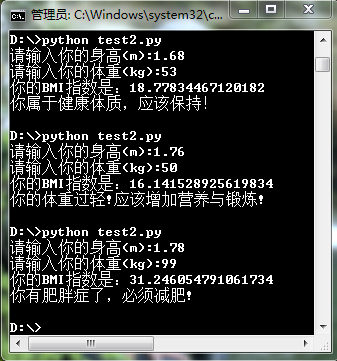 管理员: C:\Windows\system32\c...
D:\>python test2.py
请输入你的身高(m):1.68
请输入你的体重(kg):53
你的BMI指数是: 18.77834467120182
你属于健康体质，应该保持!
D:\>python test2.py
请输入你的身高(m):1.76
请输入你的体重(kg):50
你的BMI指数是: 16.141528925619834
你的体重过轻!应该增加营养与锻炼!
D:\>python test2.py
请输入你的身高(m):1.78
请输入你的体重(kg):99
你的BMI指数是: 31.246054791061734
你有肥胖症了，必须减肥!
D:\>